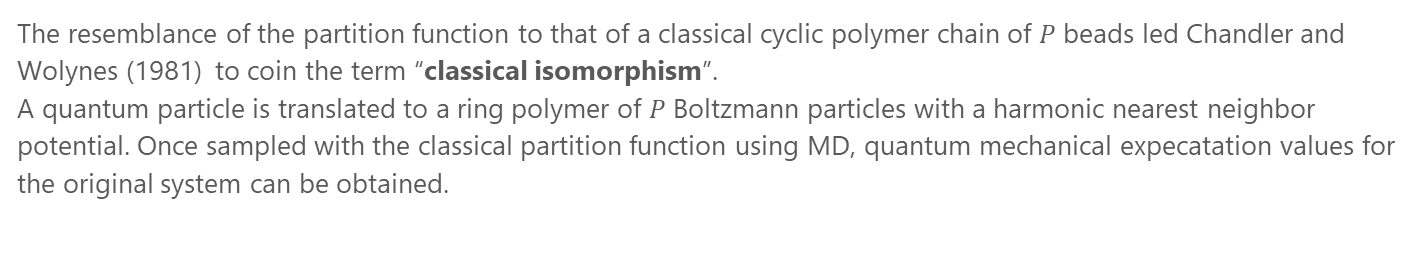 The resemblance of the partition function to that of a classical cyclic polymer chain of P beads led Chandler and
Wolynes (1981) to coin the term “classical isomorphism”.
A quantum particle is translated to a ring polymer of P Boltzmann particles with a harmonic nearest neighbor
potential. Once sampled with the classical partition function using MD, quantum mechanical expecatation values for
the original system can be obtained.